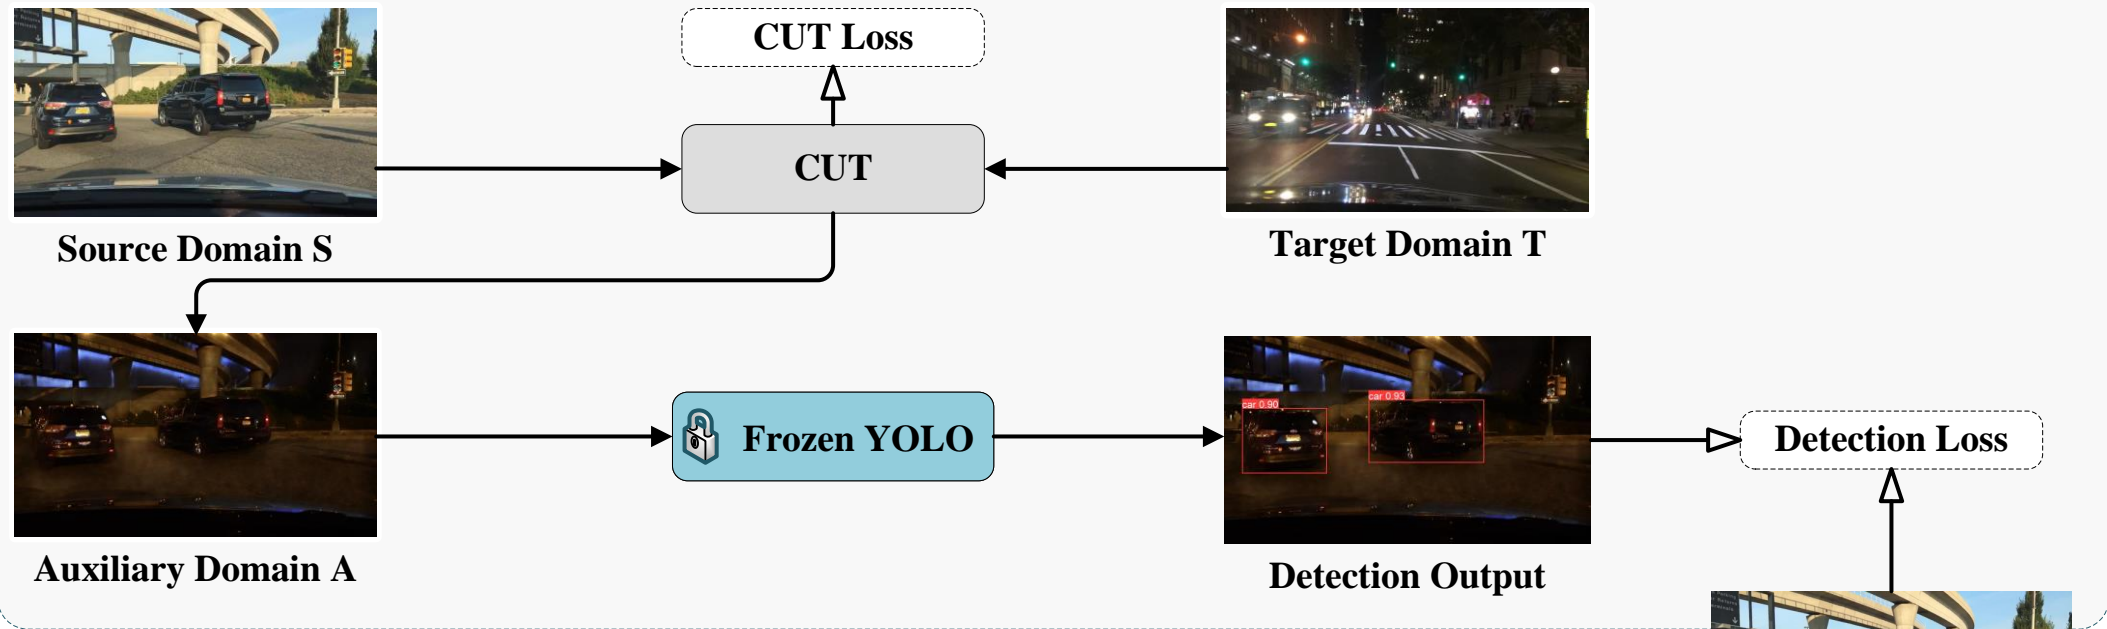 CUT Loss
CUT
Source Domain S
Target Domain T
car 0.90
car 0.93
Frozen YOLO
Detection Loss
Auxiliary Domain A
Detection Output